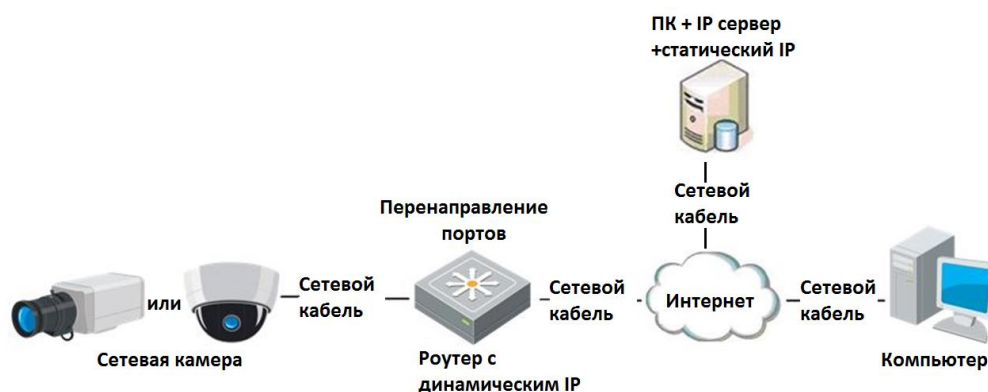 ПК + IP сервер
+статический IP
Сетевой
кабель
Перенаправление
портов
или
Сетевой
кабель
Сетевой
кабель
Интернет
Сетевой
кабель
Сетевая камера
Роутер с
динамическим IP
Компьютер